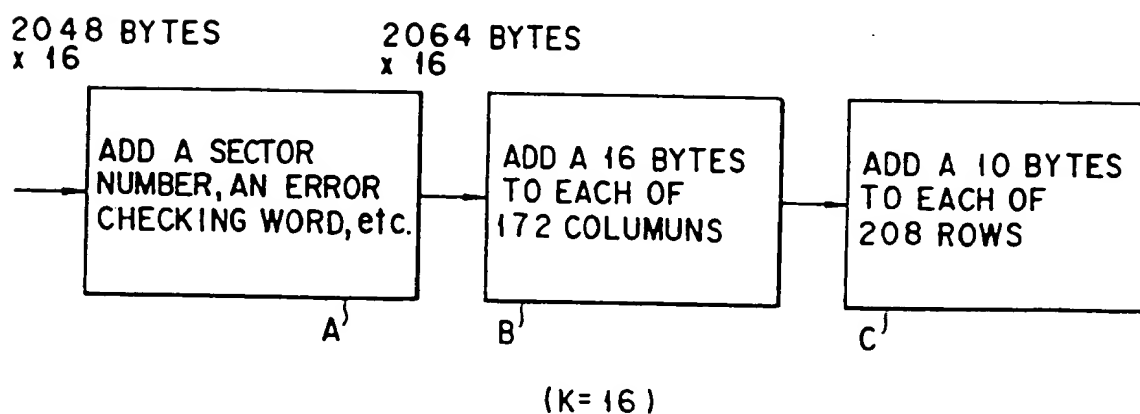 2048 BYTES
x 16
2064 BYTES
x 16
ADD A SECTOR
NUMBER, AN ERROR
CHECKING WORD, etc.
ADD A 16 BYTES
TO EACH OF
172 COLUMUNS
ADD A 10 BYTES
TO EACH OF
208 ROWS
A
B
C
(K=16)